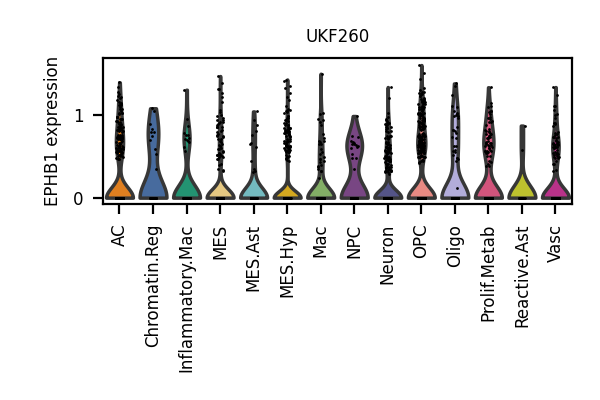 UKF260
EPHB1 expression
1
0
AC
Chromatin.Reg
Inflammatory.Mac
MES
MES.Ast
MES.Hyp
Mac
NPC
Neuron
OPC
Oligo
Prolif.Metab
Reactive.Ast
Vasc